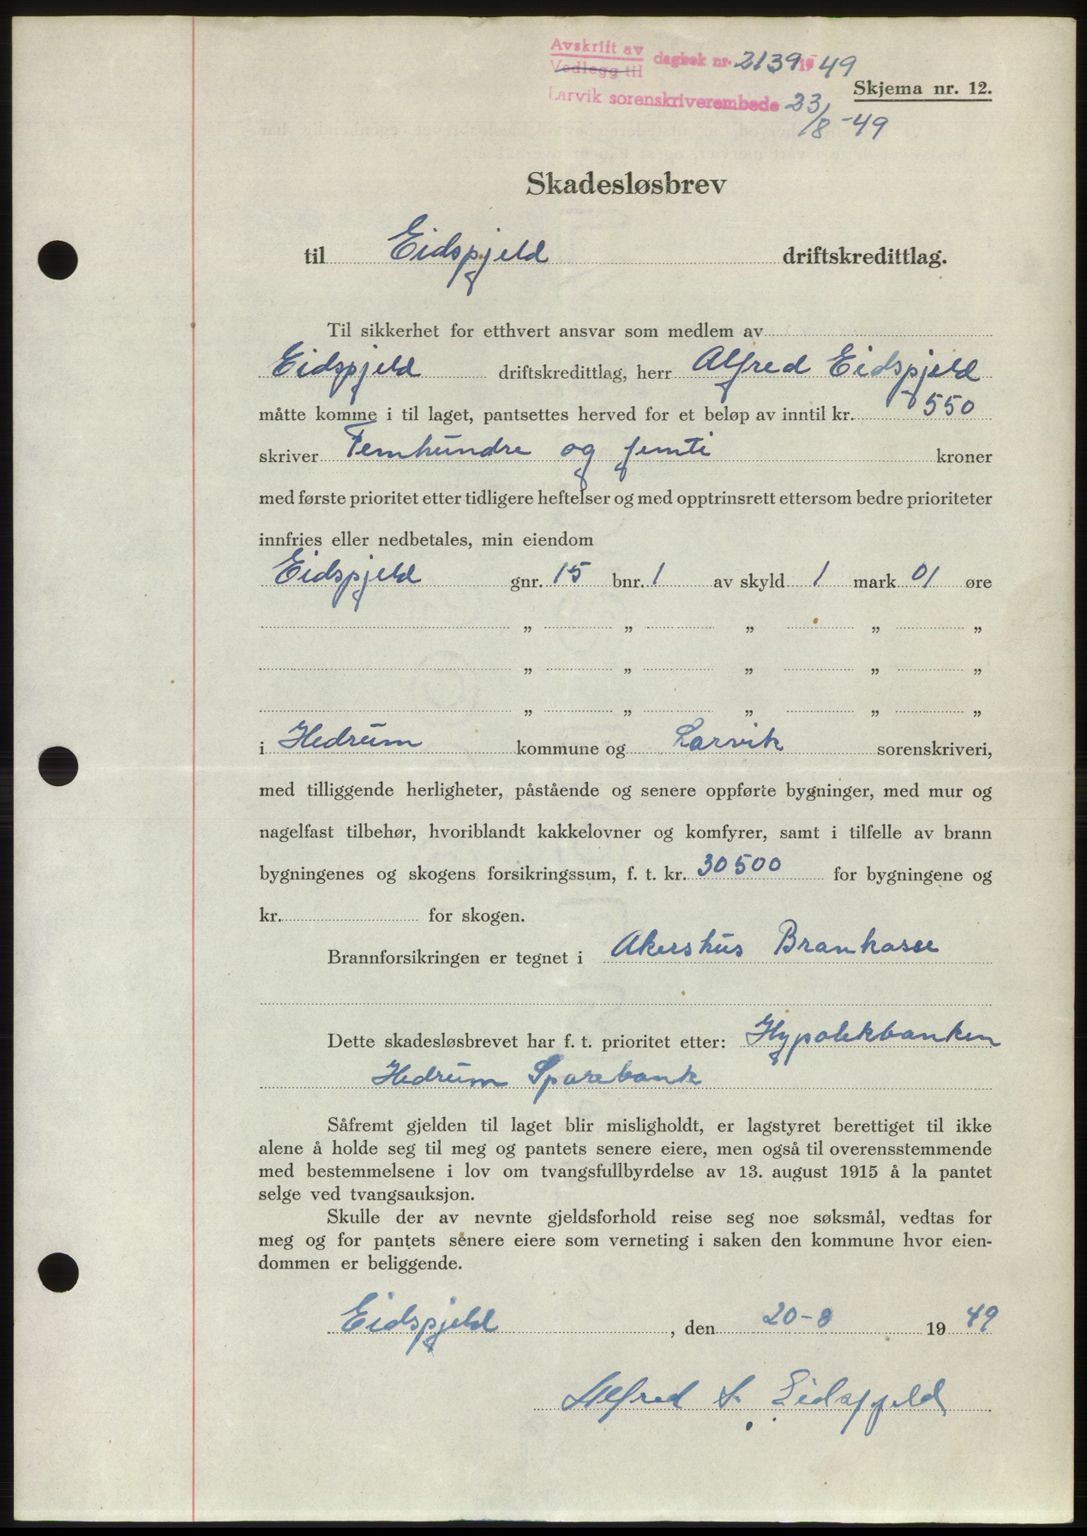 Avskrift av
Vedlegg til
dagbok nr. 2139 1949
Larvik sorenskriverembede 23/8-49
Skjema nr. 12.
Skadesløsbrev
til Eidsfjeld driftskredittlag.
Til sikkerhet for etthvert ansvar som medlem av
Eidsfjeld driftskredittlag, herr Alfred Eidsfjeld
måtte komme i til laget, pantsettes herved for et beløp av inntil kr. 550
skriver Femhundre og femti kroner
med første prioritet etter tidligere heftelser og med opptrinsrett ettersom bedre prioriteter
innfries eller nedbetales, min eiendom
Eidsfjeld gnr. 15 bnr. 1 av skyld 1 mark 01 øre
„ „ „ „ „
„ „ „ „ „
„ „ „ „ „
i Hedrum kommune og Larvik sorenskriveri,
med tilliggende herligheter, påstående og senere oppførte bygninger, med mur og
nagelfast tilbehør, hvoriblandt kakkelovner og komfyrer, samt i tilfelle av brann
bygningenes og skogens forsikringssum, f. t. kr. 30500 for bygningene og
kr. for skogen.
Brannforsikringen er tegnet i Akershus Brankasse
Dette skadesløsbrevet har f. t. prioritet etter: Hypotekbanken
Hedrum Sparebank
Såfremt gjelden til laget blir misligholdt, er lagstyret berettiget til ikke
alene å holde seg til meg og pantets senere eiere, men også til overensstemmende
med bestemmelsene i lov om tvangsfullbyrdelse av 13. august 1915 å la pantet
selge ved tvangsauksjon.
Skulle der av nevnte gjeldsforhold reise seg noe søksmål, vedtas for
meg og for pantets senere eiere som verneting i saken den kommune hvor eien-
dommen er beliggende.
Eidsfjeld, den 20-8 1949
Alfred S. Eidsfjeld